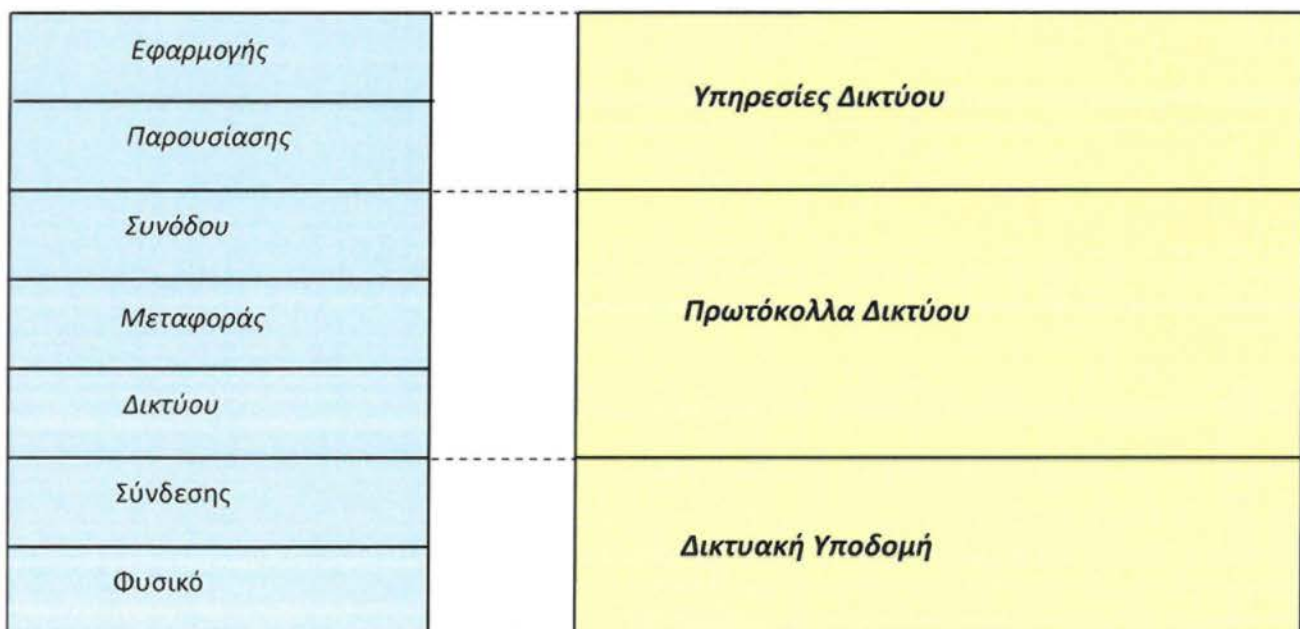 Εφαρμογής
Παρουσίασης
Συνόδου
Μεταφοράς
Δικτύου
Σύνδεσης
Φυσικό
Υπηρεσίες Δικτύου
Πρωτόκολλα Δικτύου
Δικτυακή Υποδομή